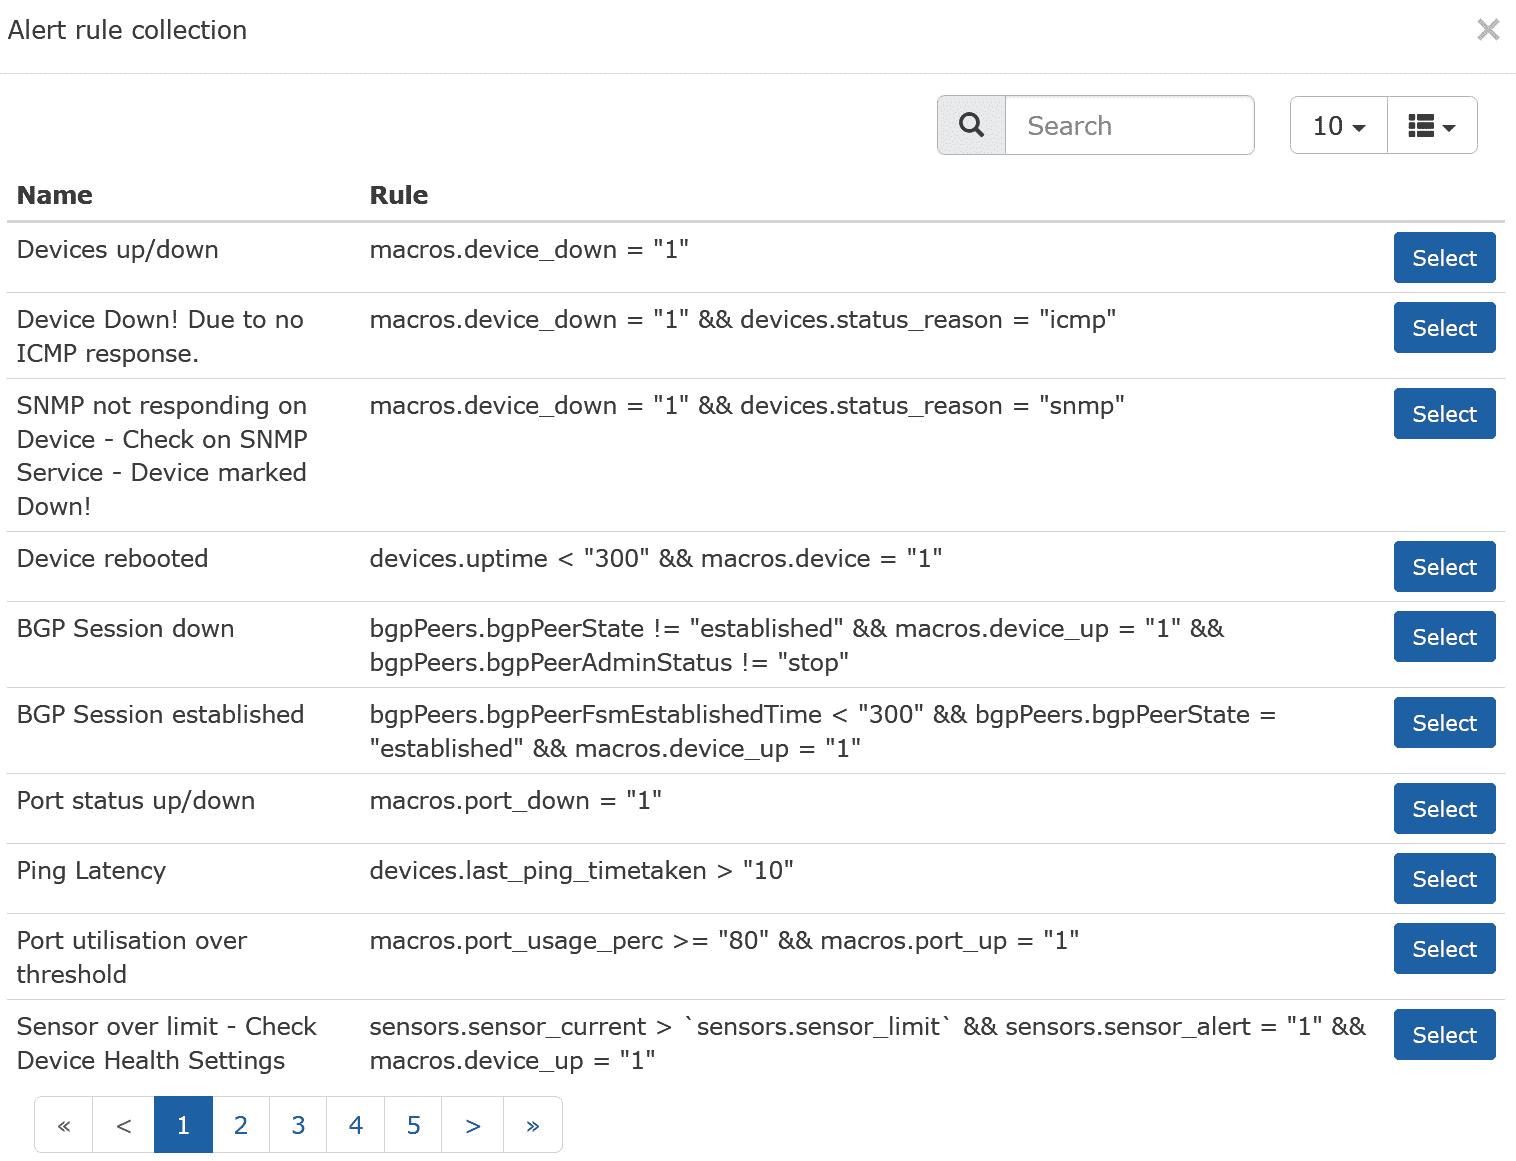 Alert rule collection
×
Search
10
Name Rule
Devices up/down macros.device_down = "1" Select
Device Down! Due to no macros.device_down = "1" && devices.status_reason = "icmp" Select
ICMP response.
SNMP not responding on macros.device_down = "1" && devices.status_reason = "snmp" Select
Device - Check on SNMP
Service - Device marked
Down!
Device rebooted devices.uptime < "300" && macros.device = "1" Select
BGP Session down bgpPeers.bgpPeerState != "established" && macros.device_up = "1" && Select
bgpPeers.bgpPeerAdminStatus != "stop"
BGP Session established bgpPeers.bgpPeerFsmEstablishedTime < "300" && bgpPeers.bgpPeerState = Select
"established" && macros.device_up = "1"
Port status up/down macros.port_down = "1" Select
Ping Latency devices.last_ping_timetaken > "10" Select
Port utilisation over macros.port_usage_perc >= "80" && macros.port_up = "1" Select
threshold
Sensor over limit - Check sensors.sensor_current > `sensors.sensor_limit` && sensors.sensor_alert = "1" && Select
Device Health Settings macros.device_up = "1"
« < 1 2 3 4 5 > »